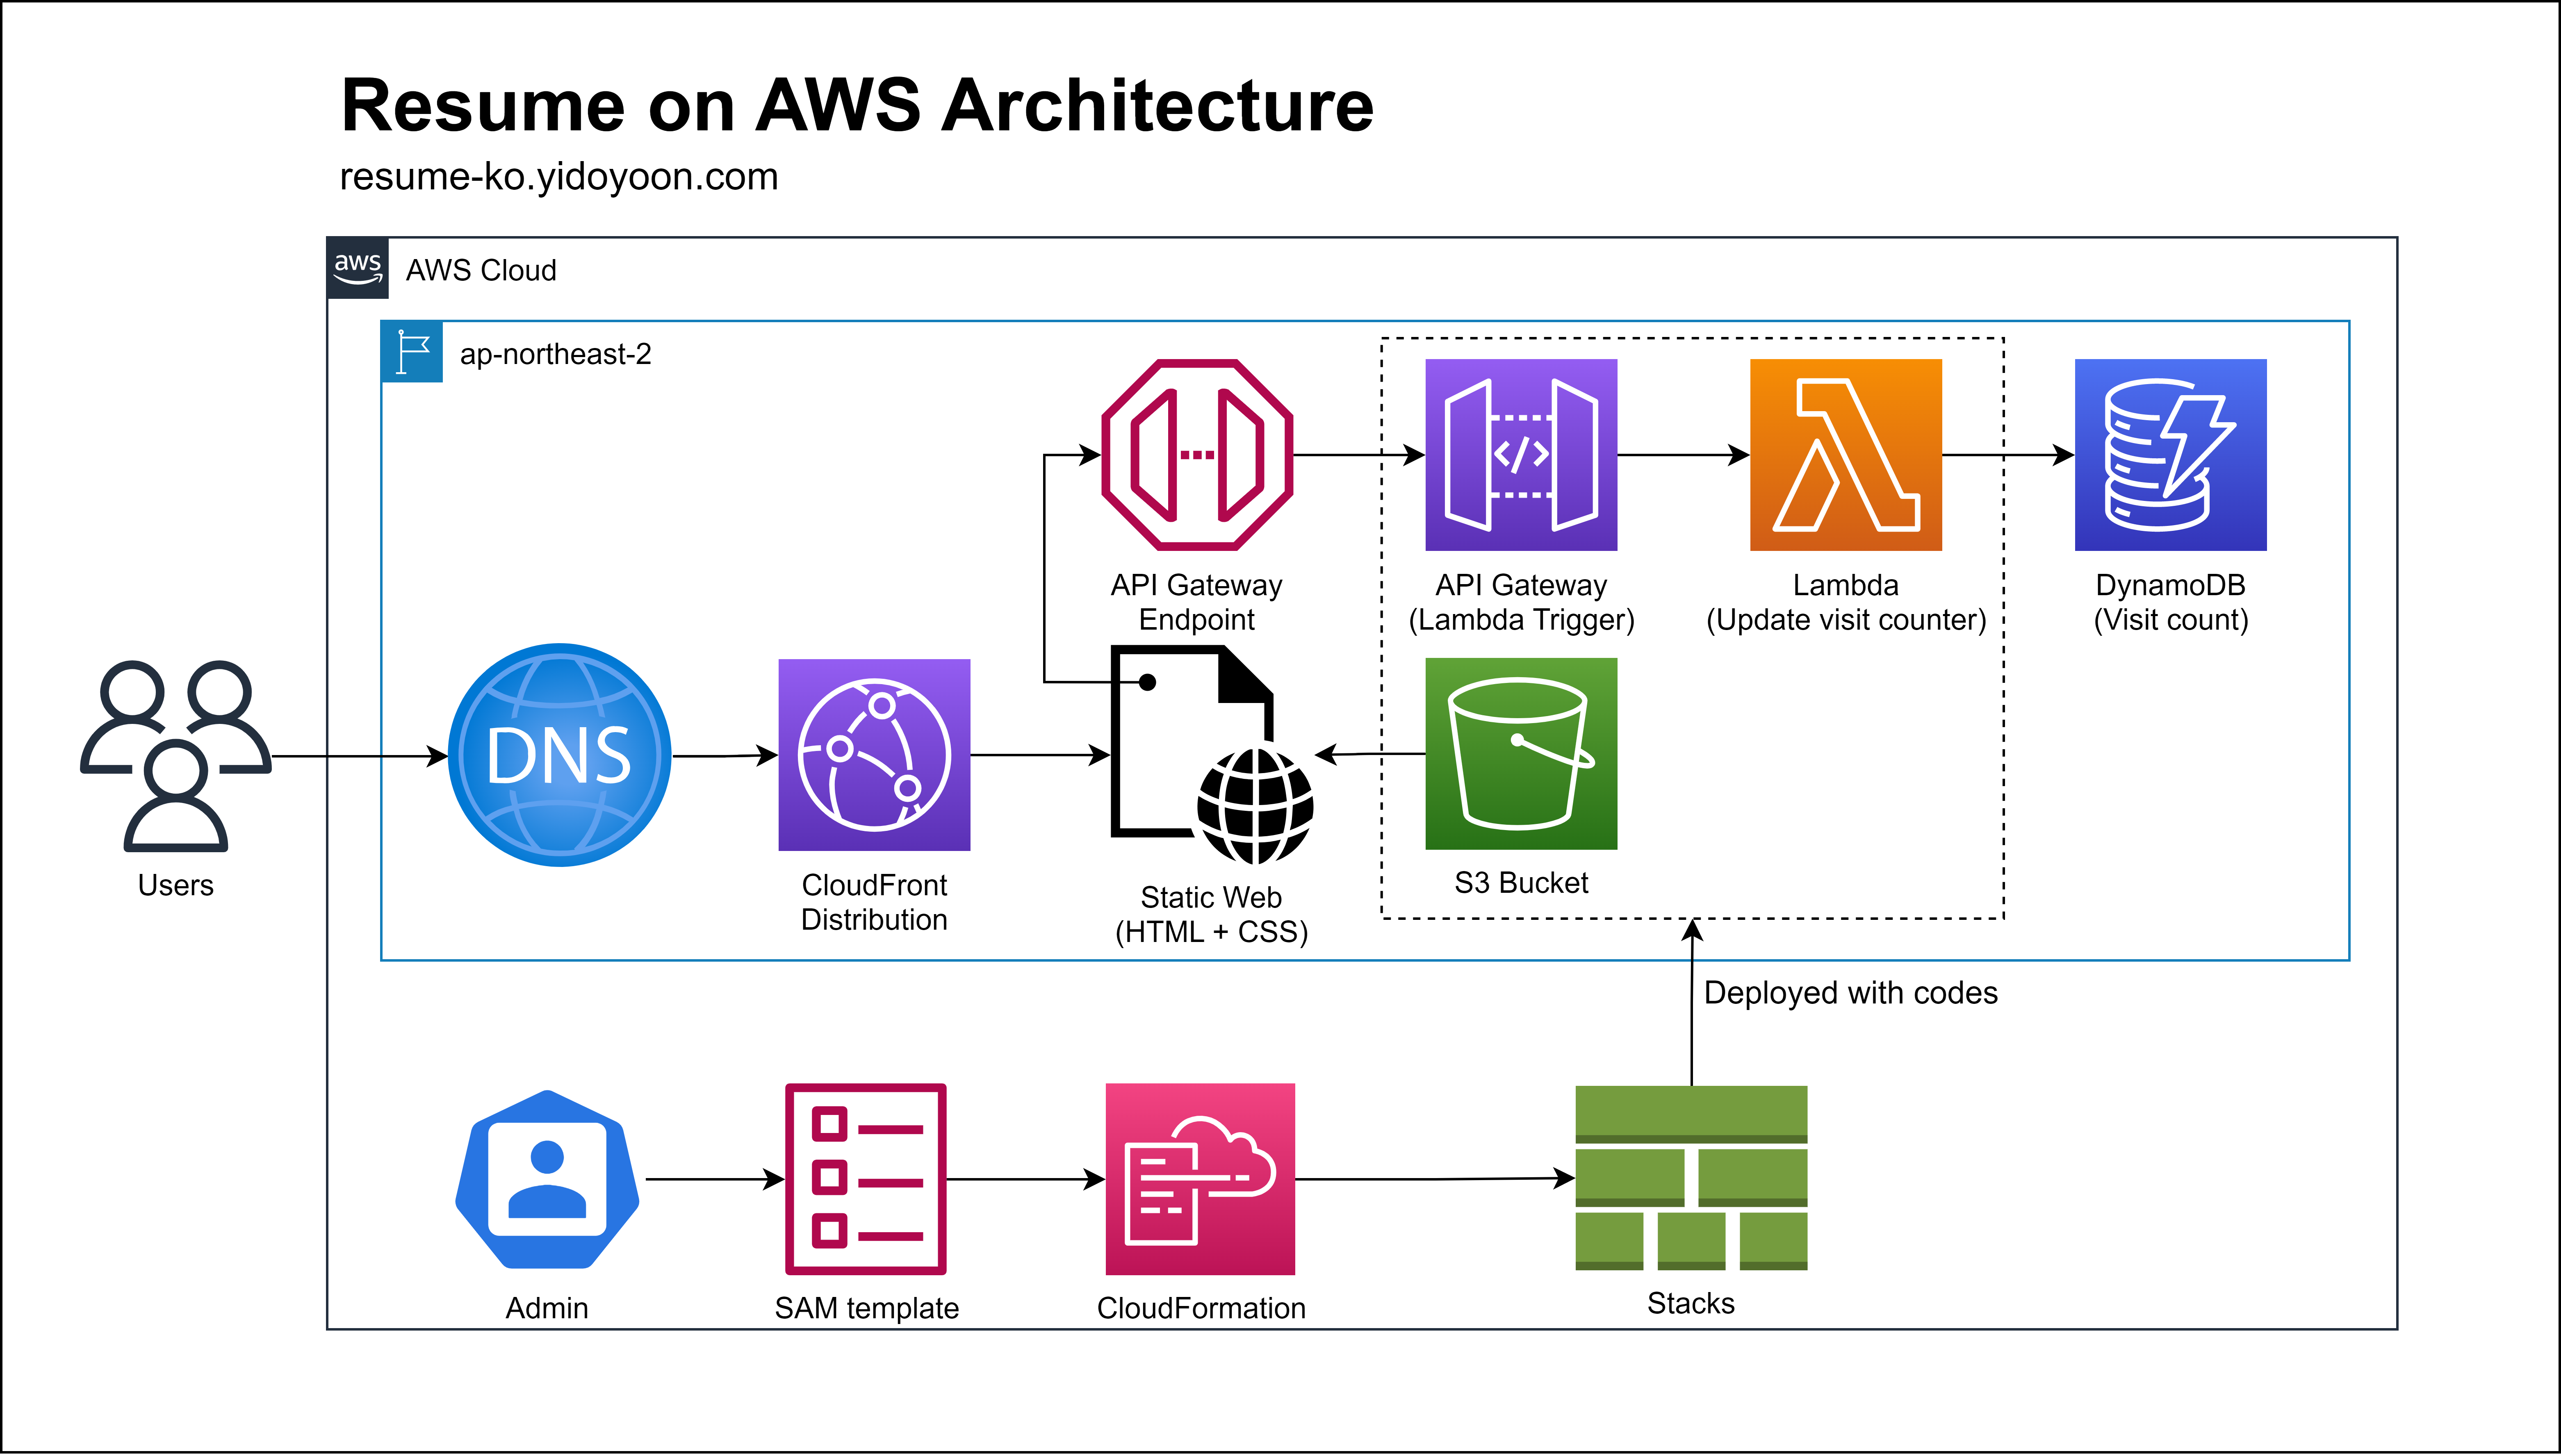 Resume on AWS Architecture
resume-ko.yidoyoon.com
aws
AWS Cloud
ap-northeast-2
API Gateway
Endpoint
API Gateway
(Lambda Trigger)
Lambda
(Update visit counter)
DynamoDB
(Visit count)
Users
DNS
CloudFront
Distribution
Static Web
(HTML + CSS)
S3 Bucket
Deployed with codes
Admin
SAM template
CloudFormation
Stacks